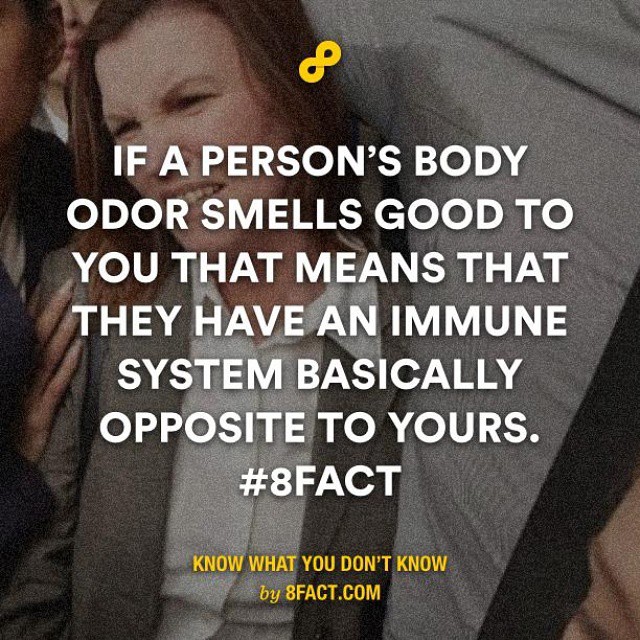 IF A PERSON’S BODY
ODOR SMELLS GOOD TO
YOU THAT MEANS THAT
THEY HAVE AN IMMUNE
SYSTEM BASICALLY
OPPOSITE TO YOURS.
#8FACT
KNOW WHAT YOU DON’T KNOW
by 8FACT.COM